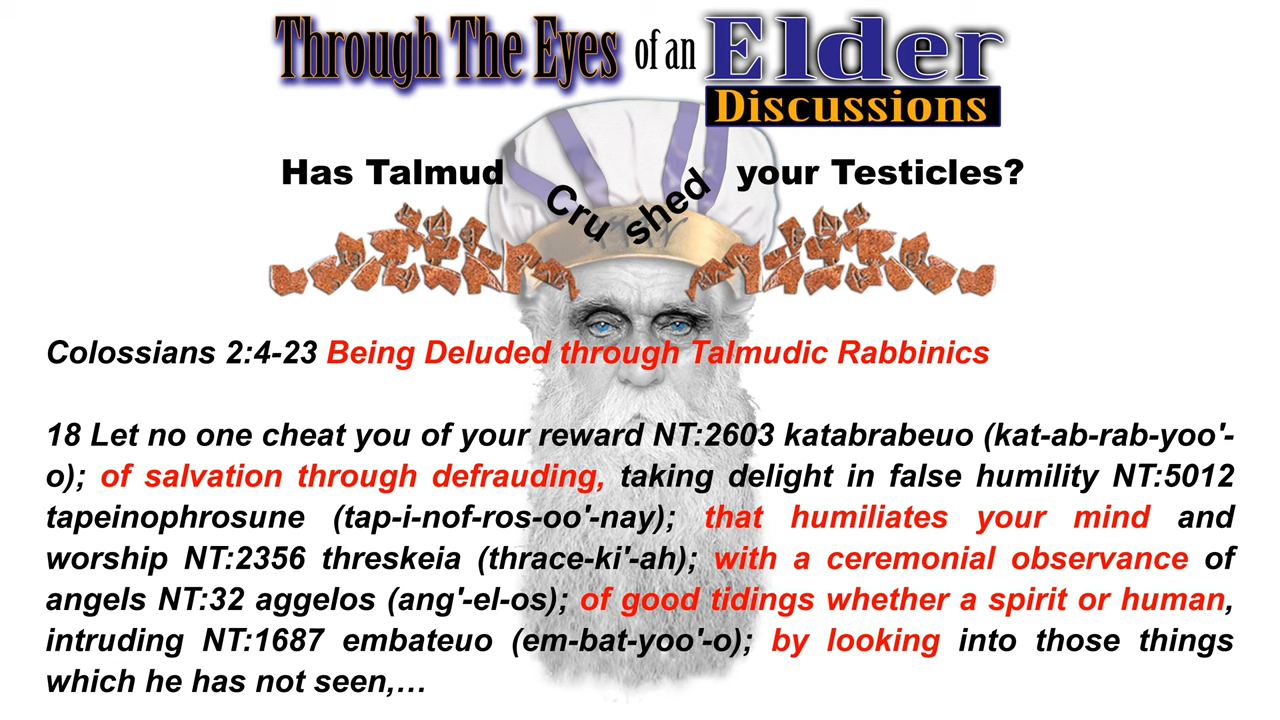 Through The Eyes of an Elder
Discussions
Has Talmud Crushed your Testicles?
Colossians 2:4-23 Being Deluded through Talmudic Rabbinics
18 Let no one cheat you of your reward NT:2603 katabrabeuo (kat-ab-rab-yoo'-
o); of salvation through defrauding, taking delight in false humility NT:5012
tapeinophrosune (tap-i-nof-ros-oo'-nay); that humiliates your mind and
worship NT:2356 threskeia (thrace-ki'-ah); with a ceremonial observance of
angels NT:32 aggelos (ang'-el-os); of good tidings whether a spirit or human,
intruding NT:1687 embateuo (em-bat-yoo'-o); by looking into those things
which he has not seen,…